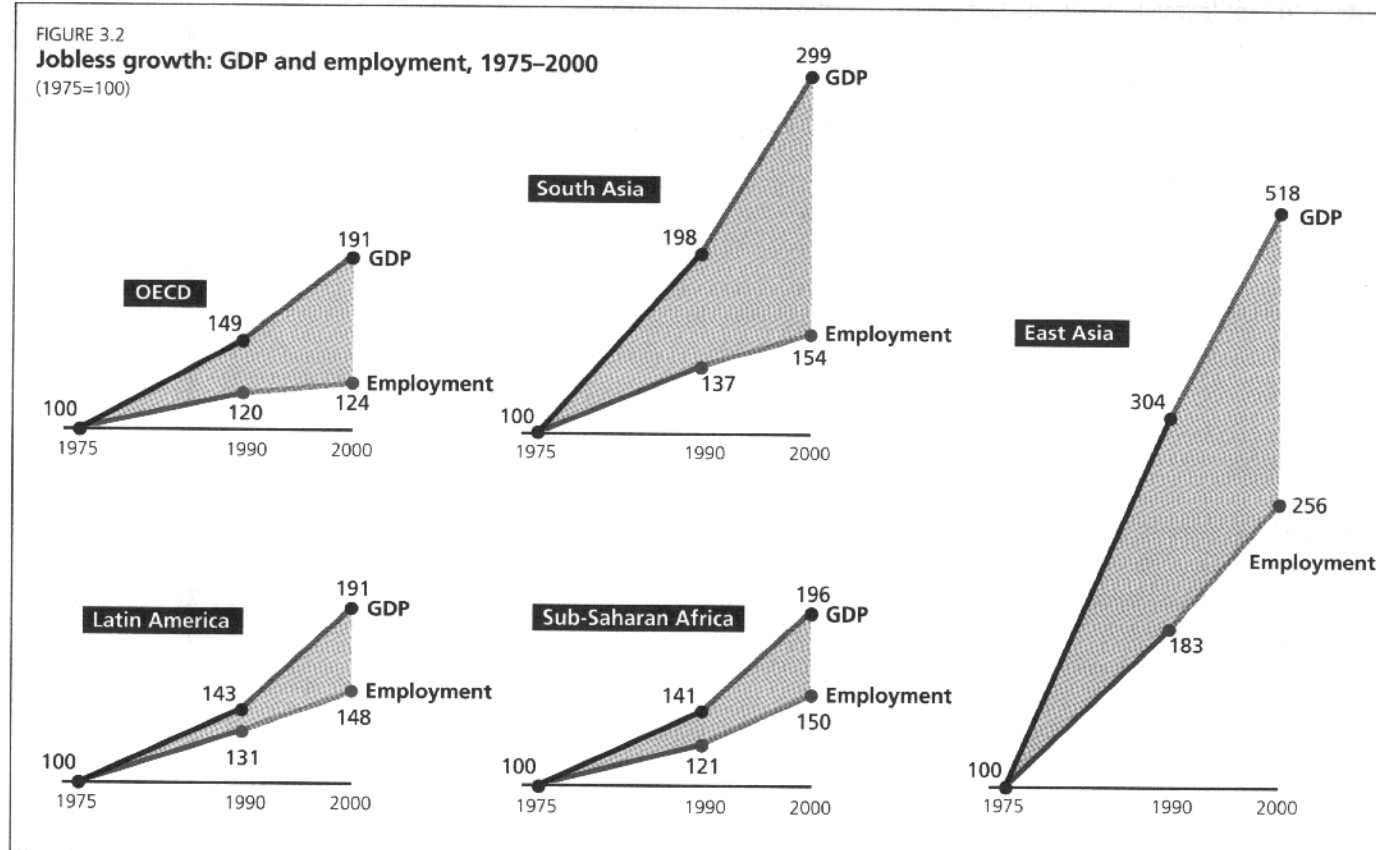 FIGURE 3.2
Jobless growth: GDP and employment, 1975–2000
(1975=100)
OECD
191
GDP
149
Employment
100
120
124
1975
1990
2000
South Asia
299
GDP
198
Employment
154
137
100
1975
1990
2000
East Asia
518
GDP
304
256
Employment
183
100
1975
1990
2000
Latin America
191
GDP
143
Employment
148
131
100
1975
1990
2000
Sub-Saharan Africa
196
GDP
141
Employment
150
121
100
1975
1990
2000